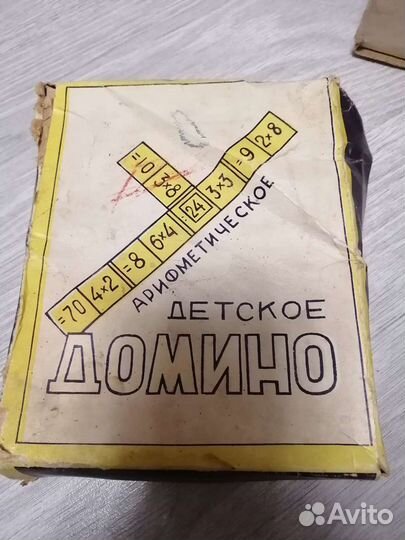 =10 3×8
=70 4×2 =8 6×4 :24 3×3 =9 2×8
АРИФМЕТИЧЕСКОЕ
ДЕТСКОЕ
ДОМИНО
Avito